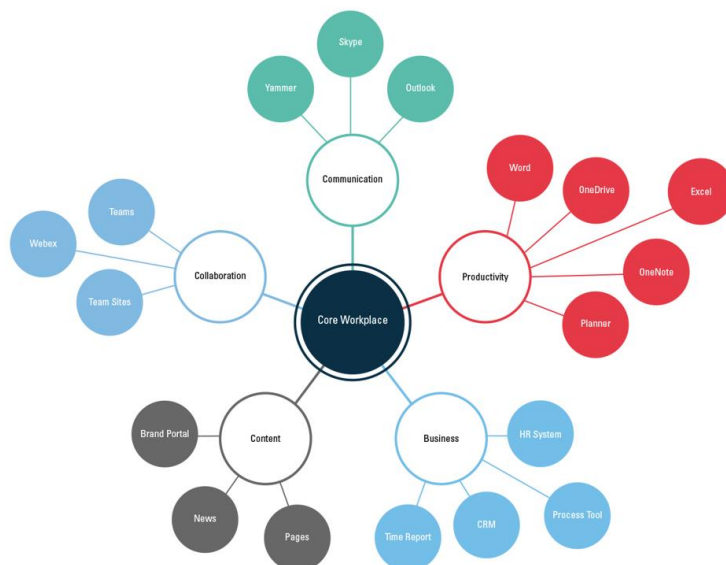 Skype
Yammer
Outlook
Communication
Word
OneDrive
Excel
Teams
Webex
Collaboration
Productivity
OneNote
Team Sites
Core Workplace
Planner
Brand Portal
Content
Business
HR System
News
Pages
Time Report
CRM
Process Tool